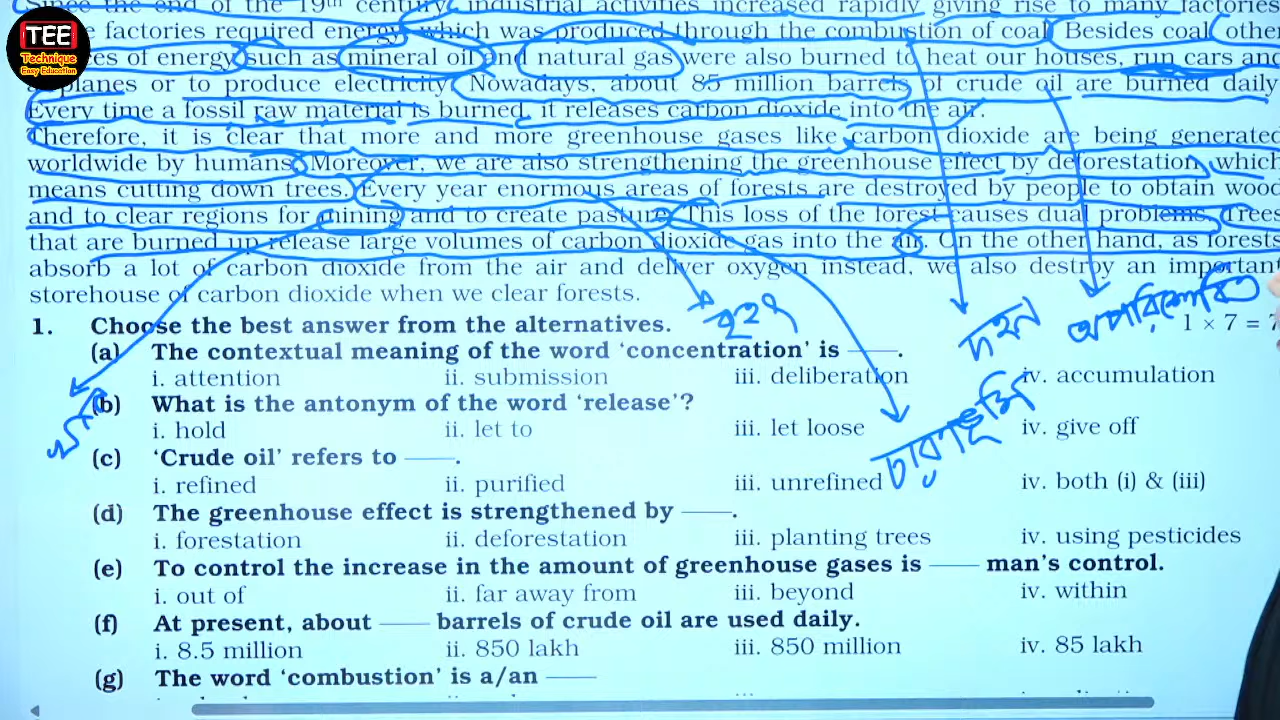 Since the end of the 19th century, industrial activities increased rapidly giving rise to many factories
TEE
Technique
Easy Education
factories required energy which was produced through the combustion of coal. Besides coal other
of energy such as mineral oil and natural gas were also burned to heat our houses, run cars and
planes or to produce electricity. Nowadays, about 85 million barrels of crude oil are burned daily.
Every time a fossil raw material is burned, it releases carbon dioxide into the air.
Therefore, it is clear that more and more greenhouse gases like carbon dioxide are being generated
worldwide by humans. Moreover, we are also strengthening the greenhouse effect by deforestation, which
means cutting down trees. Every year enormous areas of forests are destroyed by people to obtain wood
and to clear regions for mining and to create pasture. This loss of the forest causes dual problems. Trees
that are burned up release large volumes of carbon dioxide gas into the air. On the other hand, as forests
absorb a lot of carbon dioxide from the air and deliver oxygen instead, we also destroy an important
storehouse of carbon dioxide when we clear forests.
বৃহৎ
দহন
অপরিশোধিত
খনি
চারণভূমি
1. Choose the best answer from the alternatives. 1 × 7 = 7
(a) The contextual meaning of the word ‘concentration’ is ——.
i. attention ii. submission iii. deliberation iv. accumulation
(b) What is the antonym of the word ‘release’?
i. hold ii. let to iii. let loose iv. give off
(c) ‘Crude oil’ refers to ——.
i. refined ii. purified iii. unrefined iv. both (i) & (iii)
(d) The greenhouse effect is strengthened by ——.
i. forestation ii. deforestation iii. planting trees iv. using pesticides
(e) To control the increase in the amount of greenhouse gases is —— man’s control.
i. out of ii. far away from iii. beyond iv. within
(f) At present, about —— barrels of crude oil are used daily.
i. 8.5 million ii. 850 lakh iii. 850 million iv. 85 lakh
(g) The word ‘combustion’ is a/an ——